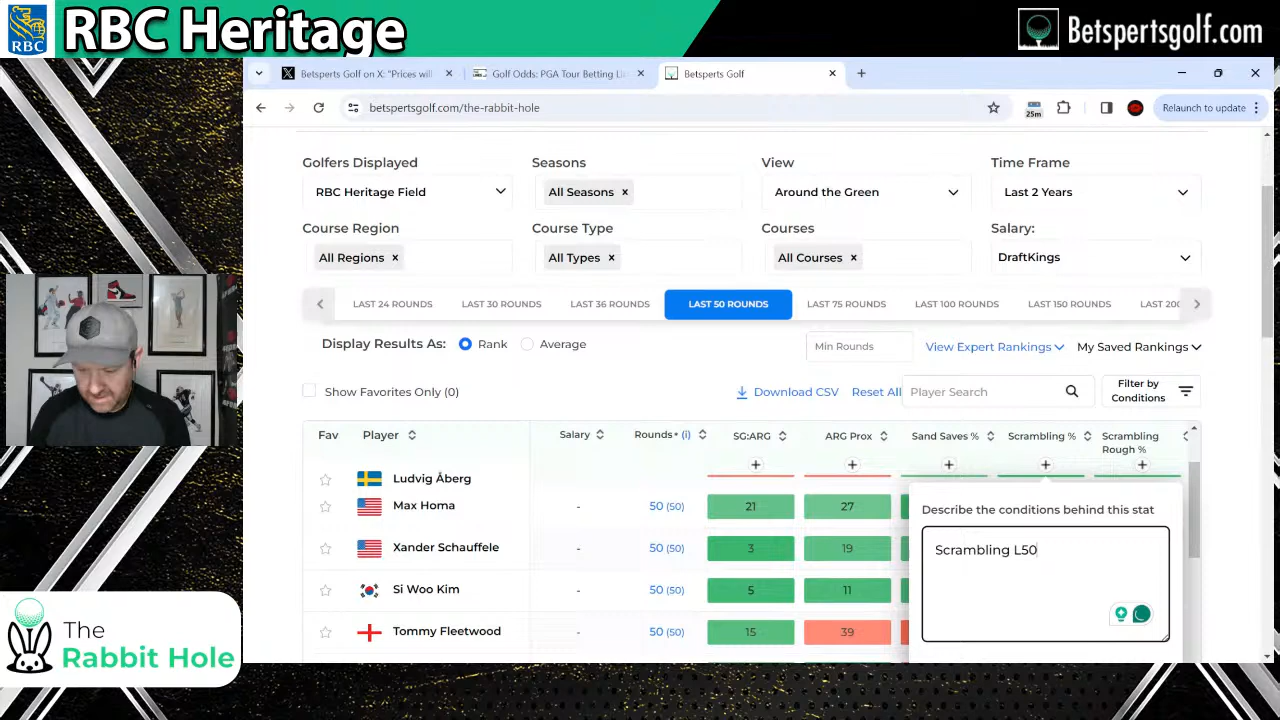 RBC
RBC Heritage
Betspertsgolf.com
Betsperts Golf on X: "Prices will
Golf Odds: PGA Tour Betting Li
Betsperts Golf
betspertsgolf.com/the-rabbit-hole
25m
Relaunch to update
Golfers Displayed
Seasons
View
Time Frame
RBC Heritage Field
All Seasons ×
Around the Green
Last 2 Years
Course Region
Course Type
Courses
Salary:
All Regions ×
All Types ×
All Courses ×
DraftKings
LAST 24 ROUNDS
LAST 30 ROUNDS
LAST 36 ROUNDS
LAST 50 ROUNDS
LAST 75 ROUNDS
LAST 100 ROUNDS
LAST 150 ROUNDS
LAST 200
Display Results As:
Rank
Average
Min Rounds
View Expert Rankings
My Saved Rankings
Show Favorites Only (0)
Download CSV
Reset All
Player Search
Filter by
Conditions
Fav
Player
Salary
Rounds* (i)
SG:ARG
ARG Prox
Sand Saves %
Scrambling %
Scrambling
Rough %
Ludvig Åberg
Max Homa - 50 (50) 21 27
Xander Schauffele - 50 (50) 3 19
Si Woo Kim - 50 (50) 5 11
Tommy Fleetwood - 50 (50) 15 39
Describe the conditions behind this stat
Scrambling L50
The
Rabbit Hole